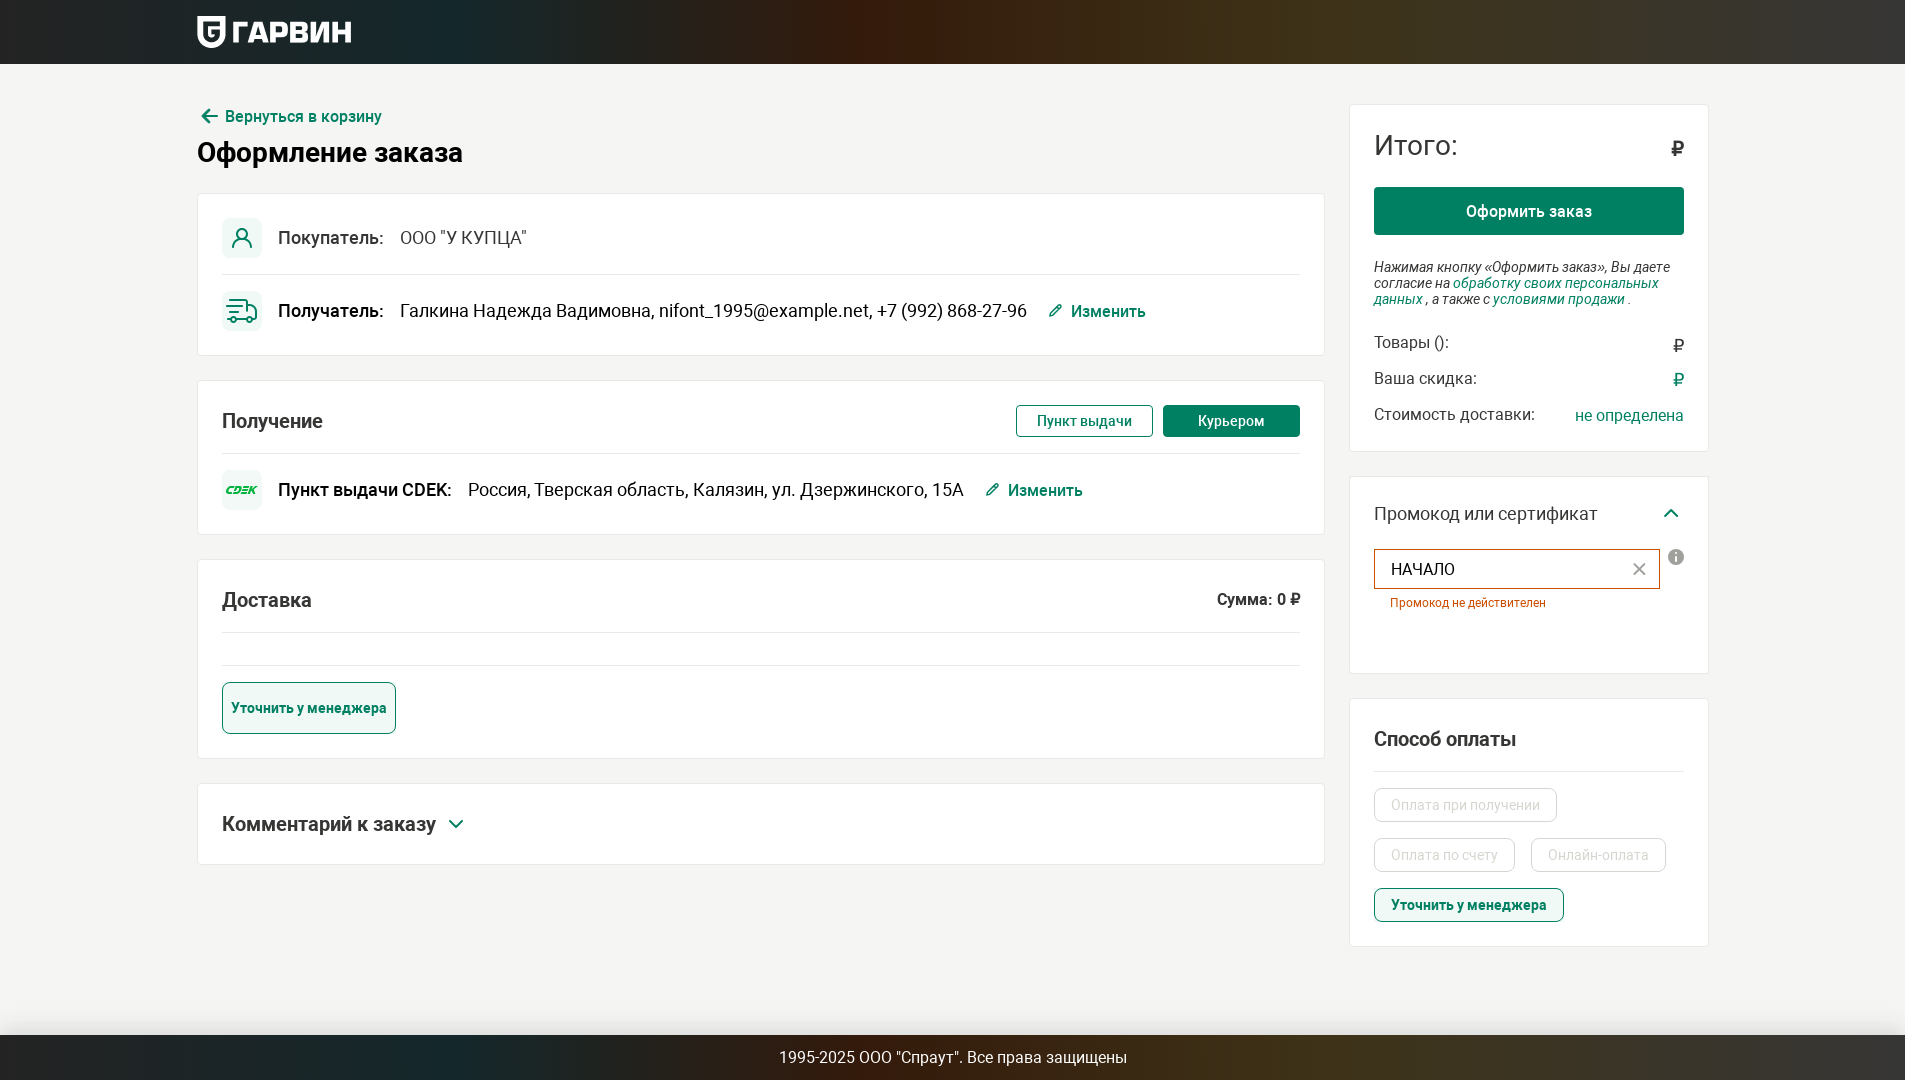 ГАРВИН
Вернуться в корзину
Оформление заказа
Покупатель: ООО "У КУПЦА"
Получатель: Галкина Надежда Вадимовна, nifont_1995@example.net, +7 (992) 868-27-96 Изменить
Получение Пункт выдачи Курьером
CDEK Пункт выдачи CDEK: Россия, Тверская область, Калязин, ул. Дзержинского, 15А Изменить
Доставка Сумма: 0 ₽
Уточнить у менеджера
Комментарий к заказу
Итого: ₽
Оформить заказ
Нажимая кнопку «Оформить заказ», Вы даете
согласие на обработку своих персональных
данных , а также с условиями продажи .
Товары (): ₽
Ваша скидка: ₽
Стоимость доставки: не определена
Промокод или сертификат
НАЧАЛО
Промокод не действителен
Способ оплаты
Оплата при получении
Оплата по счету Онлайн-оплата
Уточнить у менеджера
1995-2025 ООО "Спраут". Все права защищены